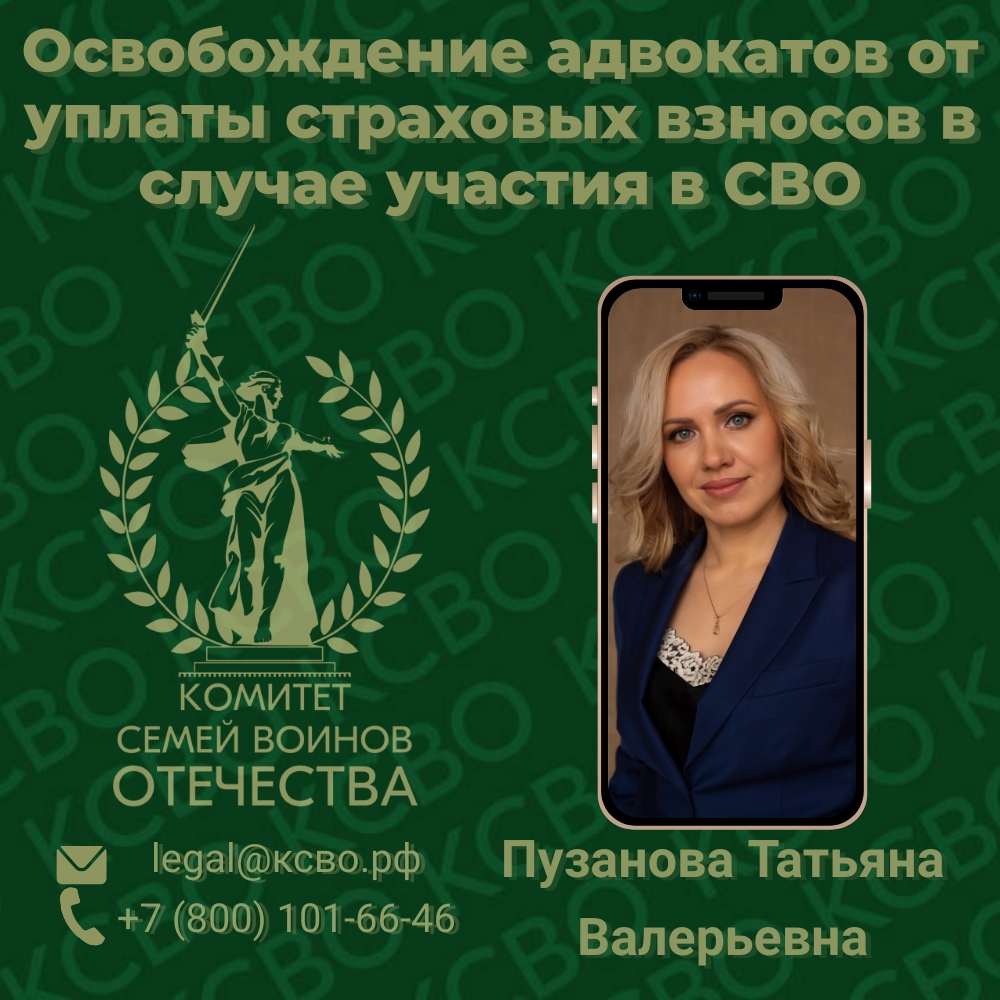 Освобождение адвокатов от
уплаты страховых взносов в
случае участия в СВО
КОМИТЕТ
СЕМЕЙ ВОИНОВ
ОТЕЧЕСТВА
legal@ксво.рф
+7 (800) 101-66-46
Пузанова Татьяна
Валерьевна